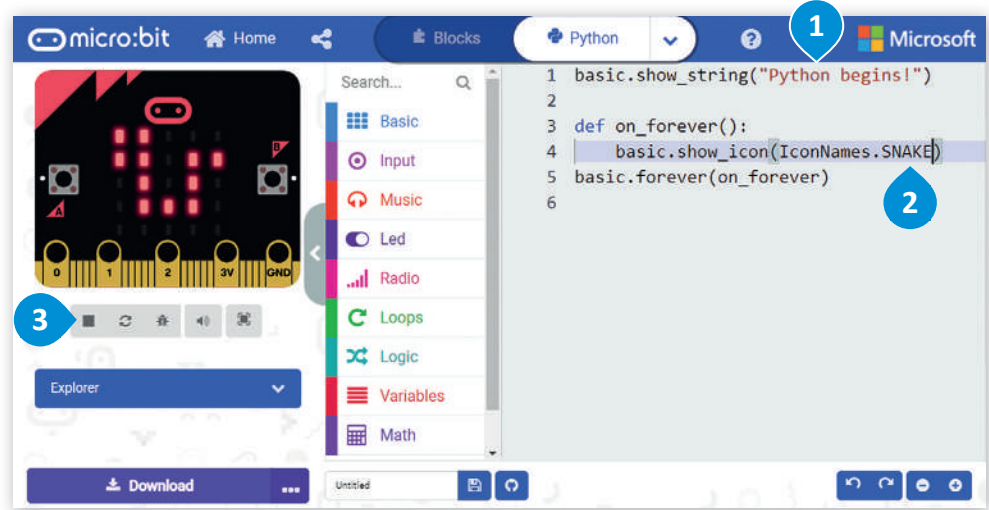 micro:bit Home Blocks Python ? 1 Microsoft
B
A
0 1 2 3V GND
3
Explorer
Download ...
Search...
Basic
Input
Music
Led
Radio
Loops
Logic
Variables
Math
Untitled
1 basic.show_string("Python begins!")
2
3 def on_forever():
4 basic.show_icon(IconNames.SNAKE)
5 basic.forever(on_forever)
6
2